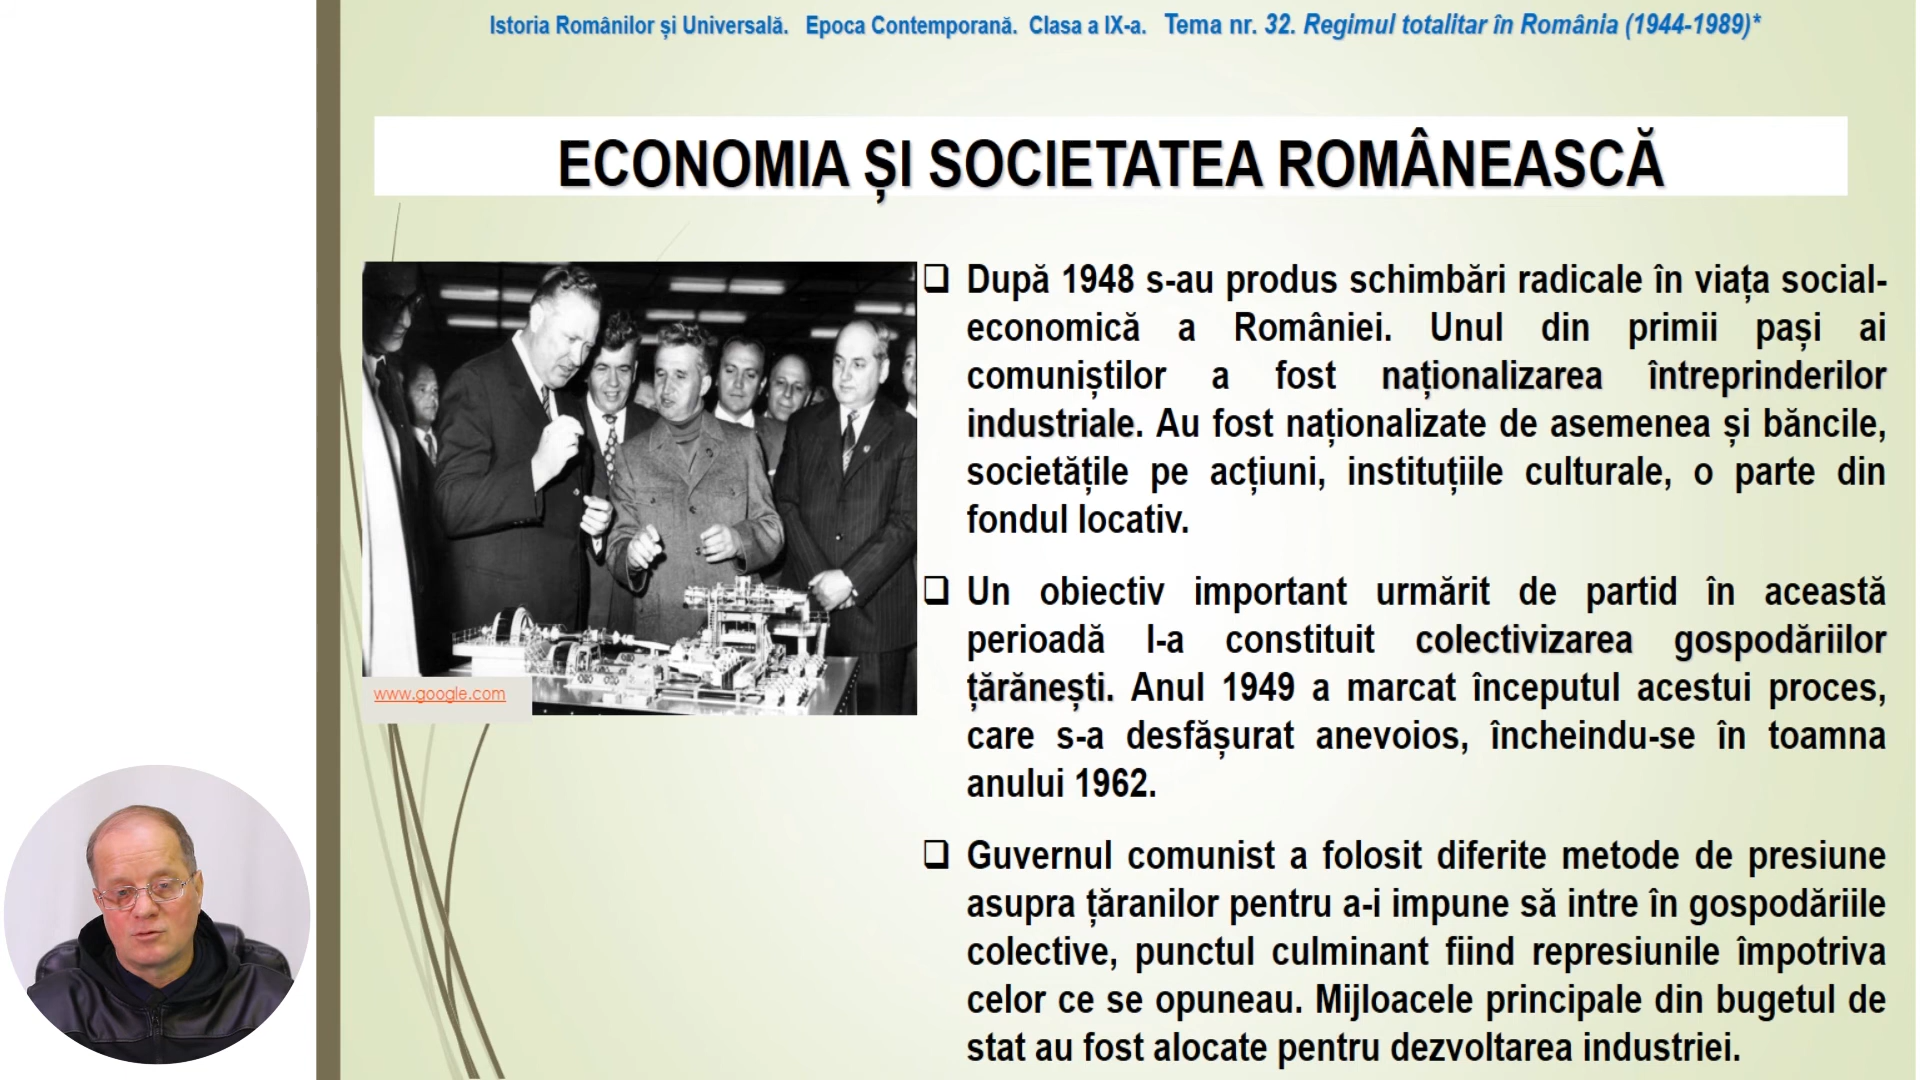 Istoria Românilor și Universală. Epoca Contemporană. Clasa a IX-a. Tema nr. 32. Regimul totalitar în România (1944-1989)*
ECONOMIA ȘI SOCIETATEA ROMÂNEASCĂ
❑ După 1948 s-au produs schimbări radicale în viața social-
economică a României. Unul din primii pași ai
comuniștilor a fost naționalizarea întreprinderilor
industriale. Au fost naționalizate de asemenea și băncile,
societățile pe acțiuni, instituțiile culturale, o parte din
fondul locativ.
❑ Un obiectiv important urmărit de partid în această
perioadă l-a constituit colectivizarea gospodăriilor
țărănești. Anul 1949 a marcat începutul acestui proces,
care s-a desfășurat anevoios, încheindu-se în toamna
anului 1962.
❑ Guvernul comunist a folosit diferite metode de presiune
asupra țăranilor pentru a-i impune să intre în gospodăriile
colective, punctul culminant fiind represiunile împotriva
celor ce se opuneau. Mijloacele principale din bugetul de
stat au fost alocate pentru dezvoltarea industriei.
www.google.com